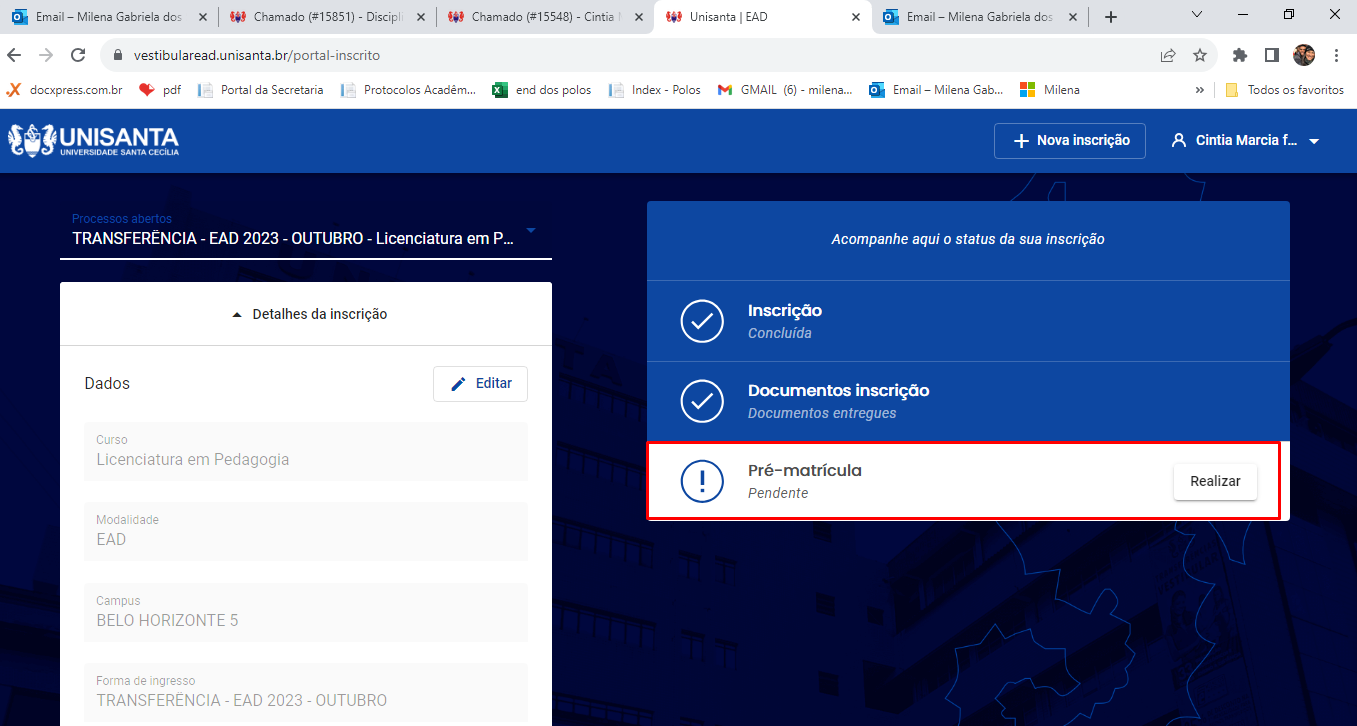 Email – Milena Gabriela dos
Chamado (#15851) - Discipli
Chamado (#15548) - Cintia M
Unisanta | EAD
Email – Milena Gabriela dos
vestibularead.unisanta.br/portal-inscrito
docxpress.com.br
pdf
Portal da Secretaria
Protocolos Acadêm...
end dos polos
Index - Polos
GMAIL (6) - milena...
Email – Milena Gab...
Milena
»
Todos os favoritos
UNISANTA
UNIVERSIDADE SANTA CECÍLIA
Nova inscrição
Cintia Marcia f...
Processos abertos
TRANSFERÊNCIA - EAD 2023 - OUTUBRO - Licenciatura em P...
Detalhes da inscrição
Dados
Editar
Curso
Licenciatura em Pedagogia
Modalidade
EAD
Campus
BELO HORIZONTE 5
Forma de ingresso
TRANSFERÊNCIA - EAD 2023 - OUTUBRO
Acompanhe aqui o status da sua inscrição
Inscrição
Concluída
Documentos inscrição
Documentos entregues
Pré-matrícula
Pendente
Realizar